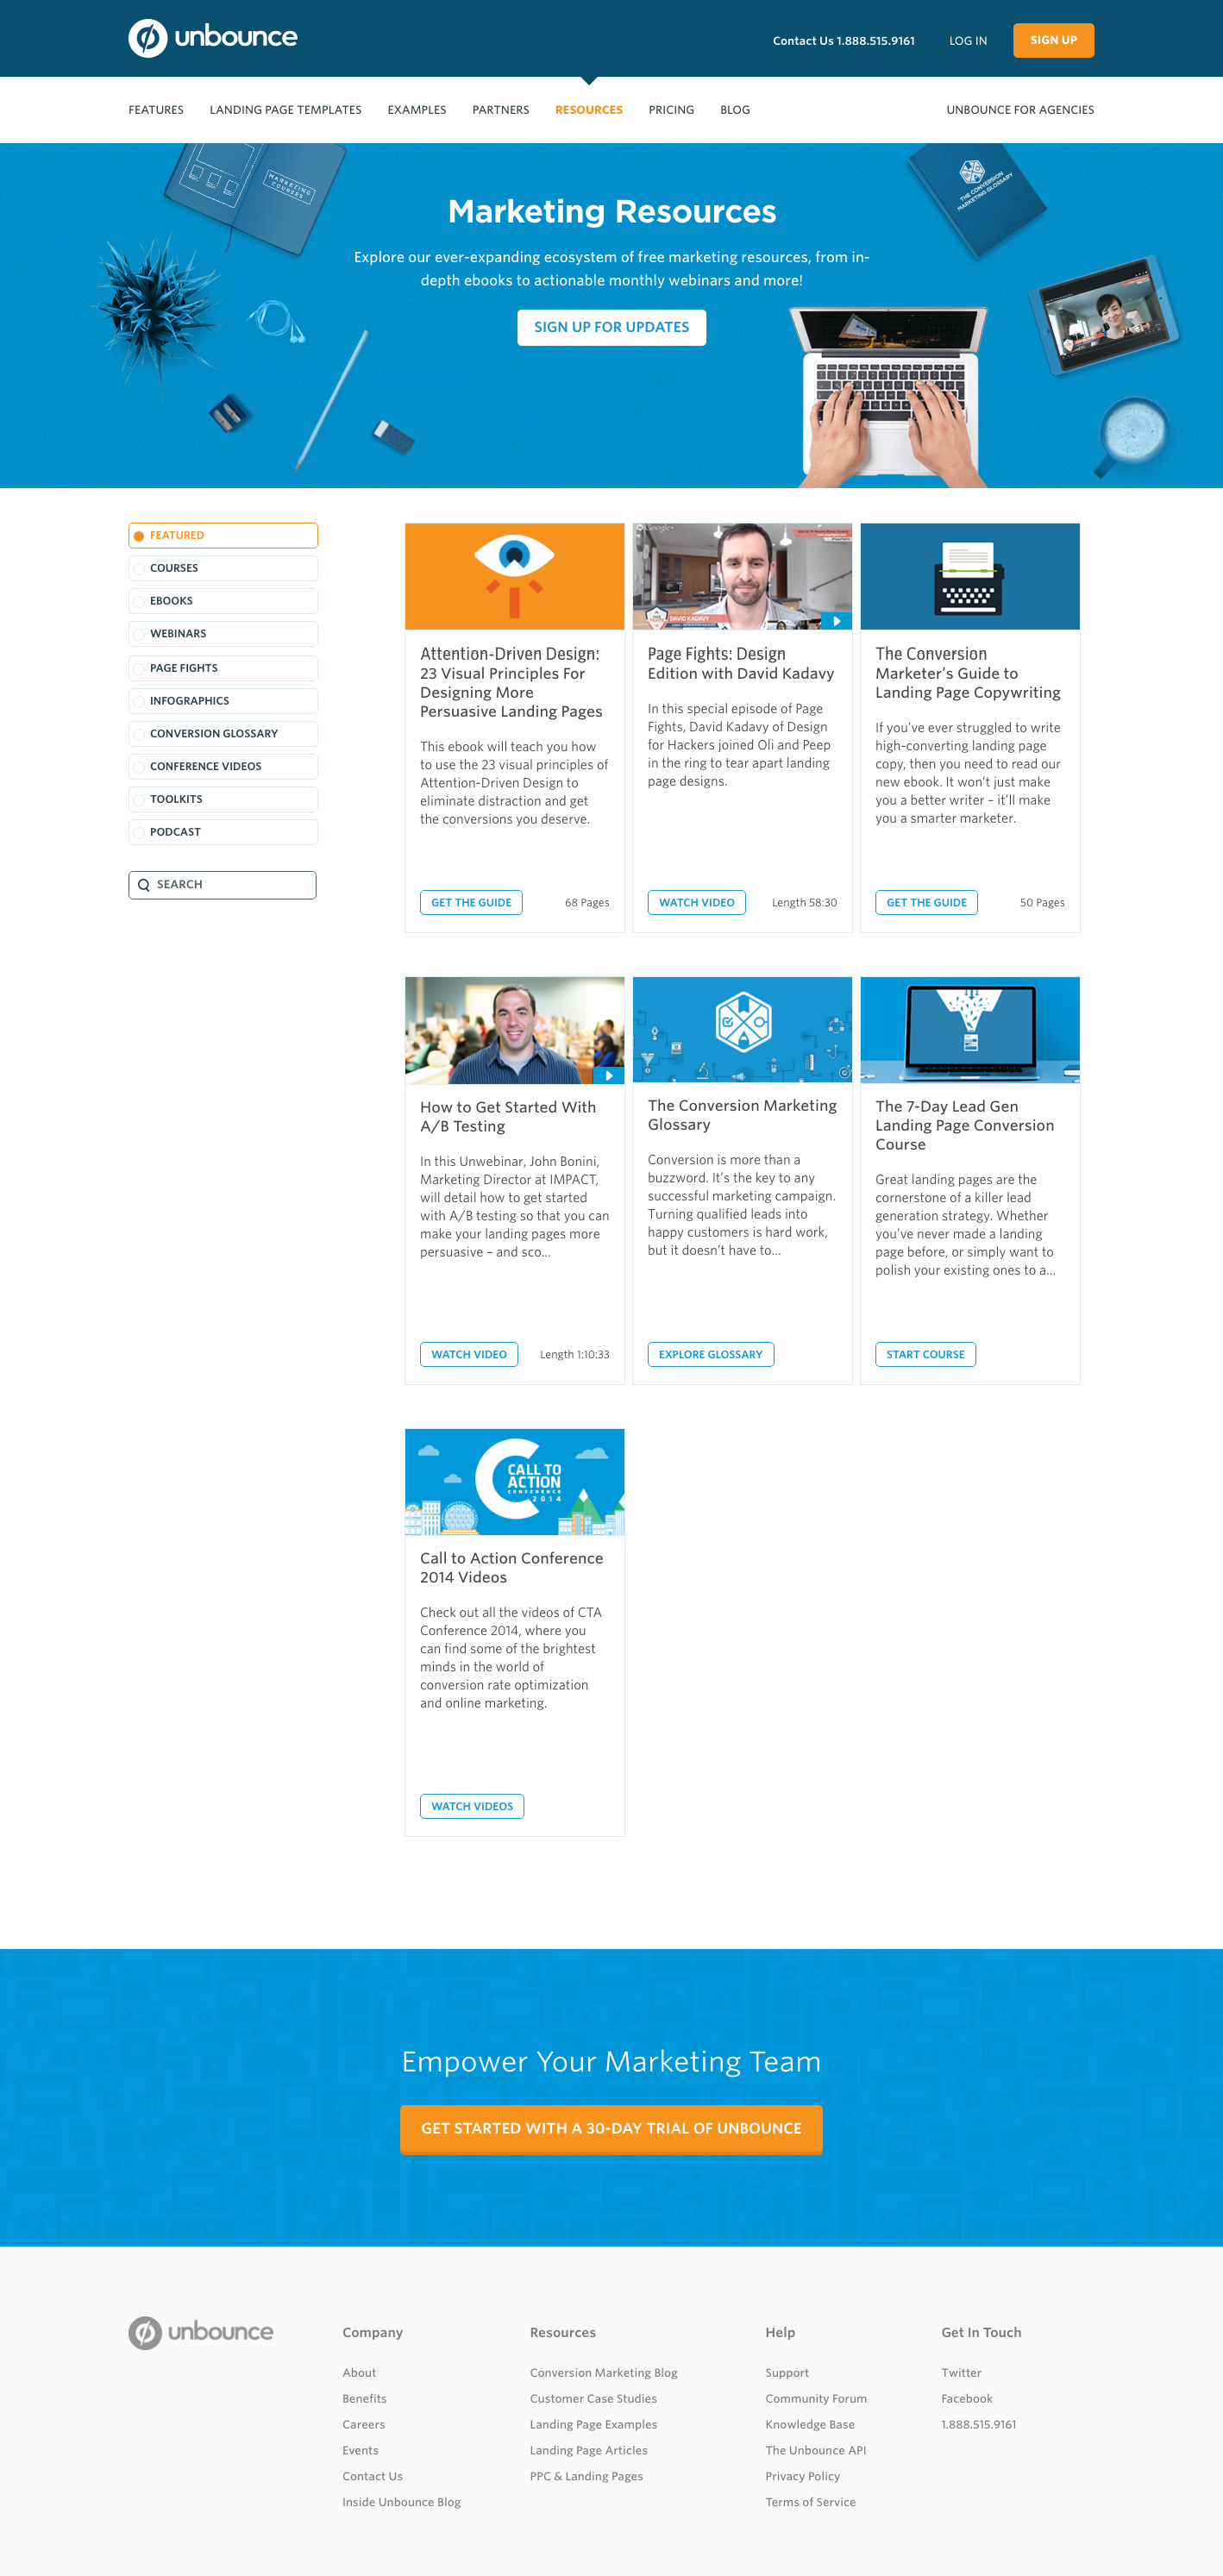 unbounce
Contact Us 1.888.515.9161
LOG IN
SIGN UP
FEATURES
LANDING PAGE TEMPLATES
EXAMPLES
PARTNERS
RESOURCES
PRICING
BLOG
UNBOUNCE FOR AGENCIES
MARKETING
COURSES
THE CONVERSION
MARKETING GLOSSARY
Marketing Resources
Explore our ever-expanding ecosystem of free marketing resources, from in-
depth ebooks to actionable monthly webinars and more!
SIGN UP FOR UPDATES
FEATURED
COURSES
EBOOKS
WEBINARS
PAGE FIGHTS
INFOGRAPHICS
CONVERSION GLOSSARY
CONFERENCE VIDEOS
TOOLKITS
PODCAST
SEARCH
Attention-Driven Design:
23 Visual Principles For
Designing More
Persuasive Landing Pages
This ebook will teach you how
to use the 23 visual principles of
Attention-Driven Design to
eliminate distraction and get
the conversions you deserve.
GET THE GUIDE
68 Pages
Google+
DAVID KADAVY
Page Fights: Design
Edition with David Kadavy
In this special episode of Page
Fights, David Kadavy of Design
for Hackers joined Oli and Peep
in the ring to tear apart landing
page designs.
WATCH VIDEO
Length 58:30
The Conversion
Marketer’s Guide to
Landing Page Copywriting
If you’ve ever struggled to write
high-converting landing page
copy, then you need to read our
new ebook. It won’t just make
you a better writer – it’ll make
you a smarter marketer.
GET THE GUIDE
50 Pages
How to Get Started With
A/B Testing
In this Unwebinar, John Bonini,
Marketing Director at IMPACT,
will detail how to get started
with A/B testing so that you can
make your landing pages more
persuasive – and sco...
WATCH VIDEO
Length 1:10:33
The Conversion Marketing
Glossary
Conversion is more than a
buzzword. It’s the key to any
successful marketing campaign.
Turning qualified leads into
happy customers is hard work,
but it doesn’t have to...
EXPLORE GLOSSARY
The 7-Day Lead Gen
Landing Page Conversion
Course
Great landing pages are the
cornerstone of a killer lead
generation strategy. Whether
you’ve never made a landing
page before, or simply want to
polish your existing ones to a...
START COURSE
CALL TO
ACTION
CONFERENCE
2014
Call to Action Conference
2014 Videos
Check out all the videos of CTA
Conference 2014, where you
can find some of the brightest
minds in the world of
conversion rate optimization
and online marketing.
WATCH VIDEOS
Empower Your Marketing Team
GET STARTED WITH A 30-DAY TRIAL OF UNBOUNCE
unbounce
Company
About
Benefits
Careers
Events
Contact Us
Inside Unbounce Blog
Resources
Conversion Marketing Blog
Customer Case Studies
Landing Page Examples
Landing Page Articles
PPC & Landing Pages
Help
Support
Community Forum
Knowledge Base
The Unbounce API
Privacy Policy
Terms of Service
Get In Touch
Twitter
Facebook
1.888.515.9161